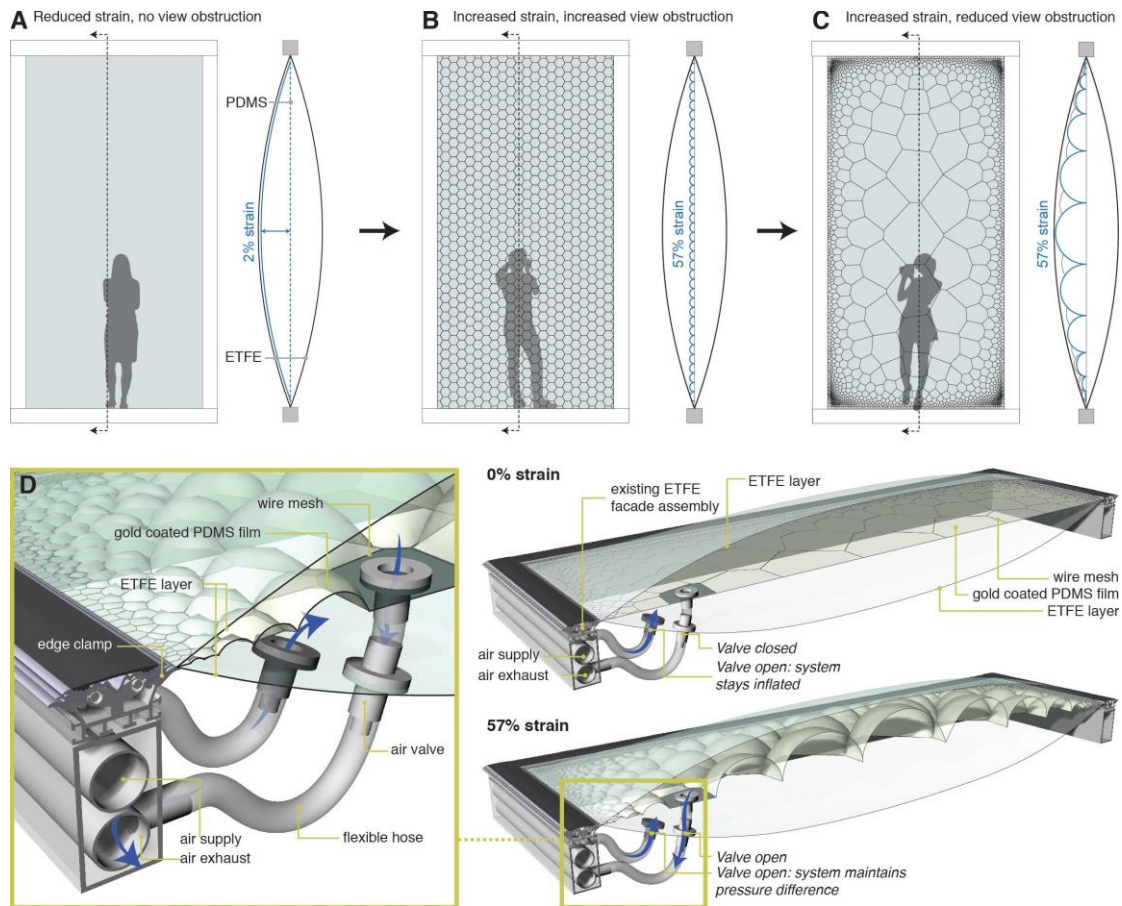 A Reduced strain, no view obstruction
PDMS
2% strain
ETFE
B Increased strain, increased view obstruction
57% strain
C Increased strain, reduced view obstruction
57% strain
D
wire mesh
gold coated PDMS film
ETFE layer
edge clamp
air valve
air supply
air exhaust
flexible hose
0% strain
existing ETFE
facade assembly
ETFE layer
wire mesh
gold coated PDMS film
ETFE layer
air supply
air exhaust
Valve closed
Valve open: system
stays inflated
57% strain
Valve open
Valve open: system maintains
pressure difference